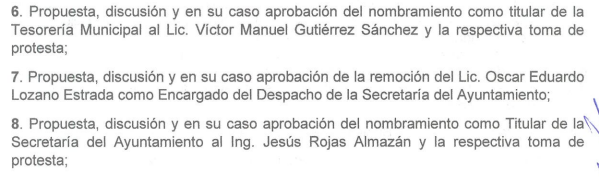 6. Propuesta, discusión y en su caso aprobación del nombramiento como titular de la
Tesorería Municipal al Lic. Víctor Manuel Gutiérrez Sánchez y la respectiva toma de
protesta;
7. Propuesta, discusión y en su caso aprobación de la remoción del Lic. Oscar Eduardo
Lozano Estrada como Encargado del Despacho de la Secretaría del Ayuntamiento;
8. Propuesta, discusión y en su caso aprobación del nombramiento como Titular de la
Secretaría del Ayuntamiento al Ing. Jesús Rojas Almazán y la respectiva toma de
protesta;